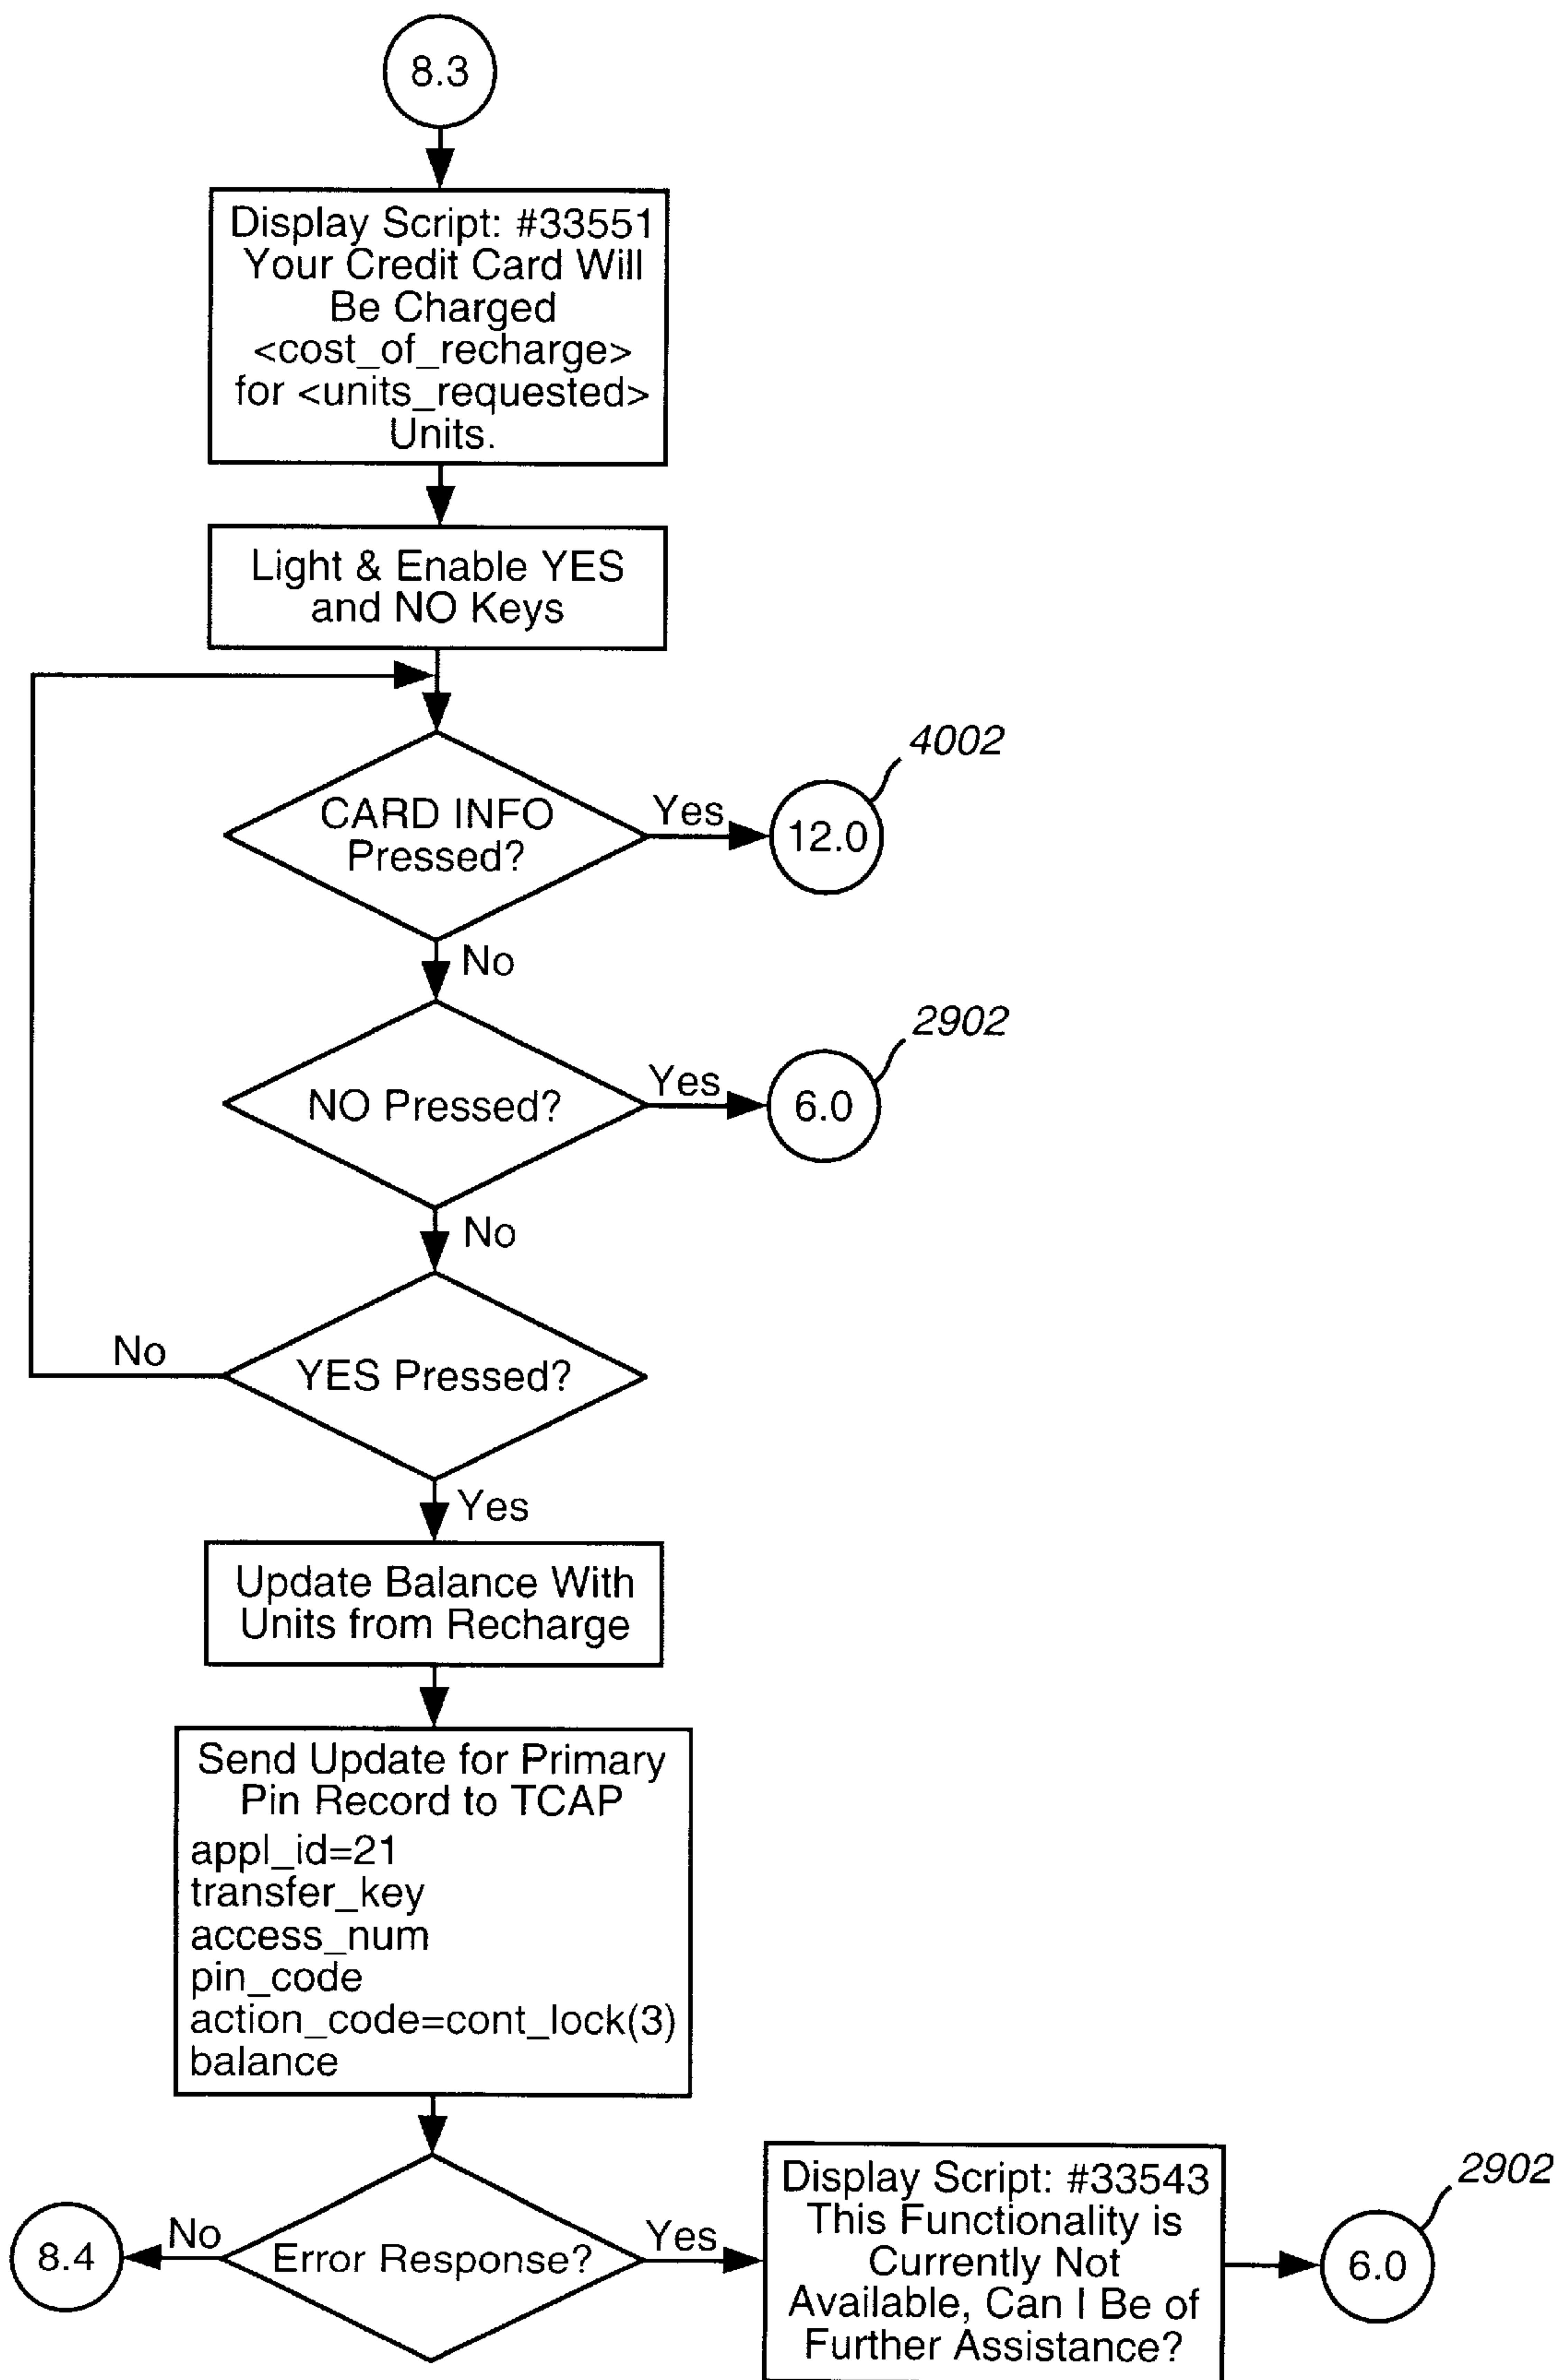 8.3
Display Script: #33551
Your Credit Card Will
Be Charged
<cost_of_recharge>
for <units_requested>
Units.
Light & Enable YES
and NO Keys
CARD INFO
Pressed?
Yes
12.0
4002
No
NO Pressed?
Yes
6.0
2902
No
YES Pressed?
No
Yes
Update Balance With
Units from Recharge
Send Update for Primary
Pin Record to TCAP
appl_id=21
transfer_key
access_num
pin_code
action_code=cont_lock(3)
balance
Error Response?
No
8.4
Yes
Display Script: #33543
This Functionality is
Currently Not
Available, Can I Be of
Further Assistance?
6.0
2902